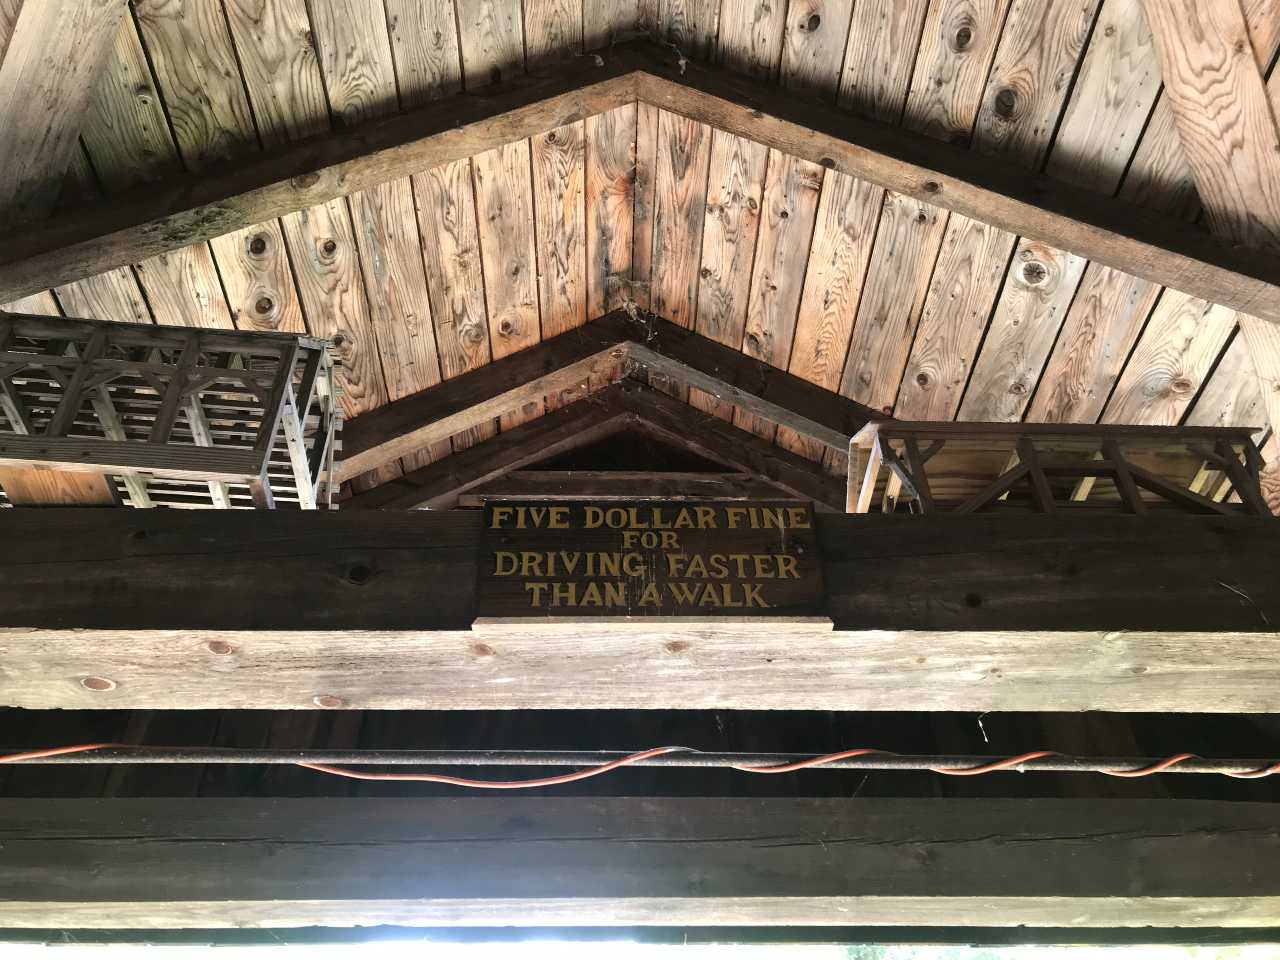 FIVE DOLLAR FINE
FOR
DRIVING FASTER
THAN A WALK.